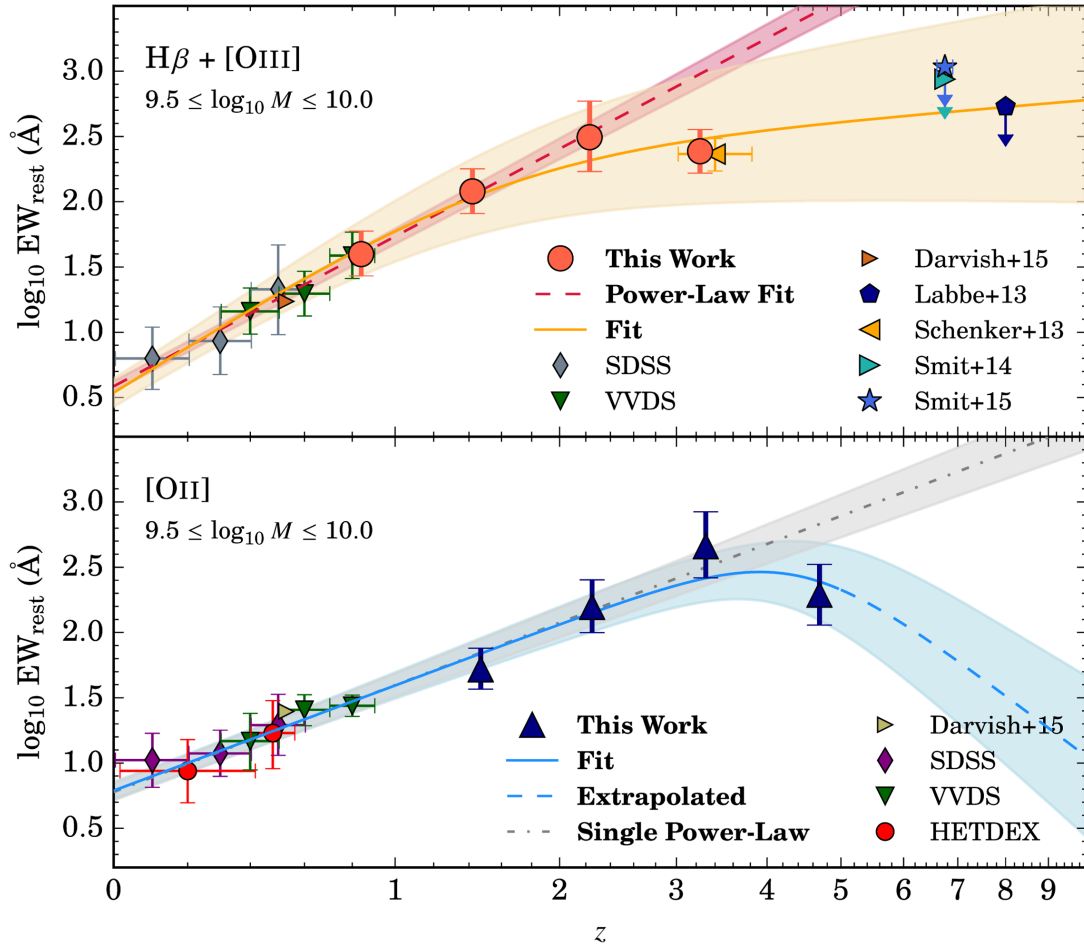 Hβ + [OIII]
9.5 ≤ log₁₀ M ≤ 10.0
log₁₀ EWrest (Å)
3.0
2.5
2.0
1.5
1.0
0.5
This Work
Power-Law Fit
Fit
SDSS
VVDS
Darvish+15
Labbe+13
Schenker+13
Smit+14
Smit+15
[OII]
9.5 ≤ log₁₀ M ≤ 10.0
log₁₀ EWrest (Å)
3.0
2.5
2.0
1.5
1.0
0.5
This Work
Fit
Extrapolated
Single Power-Law
Darvish+15
SDSS
VVDS
HETDEX
0 1 2 3 4 5 6 7 8 9
z